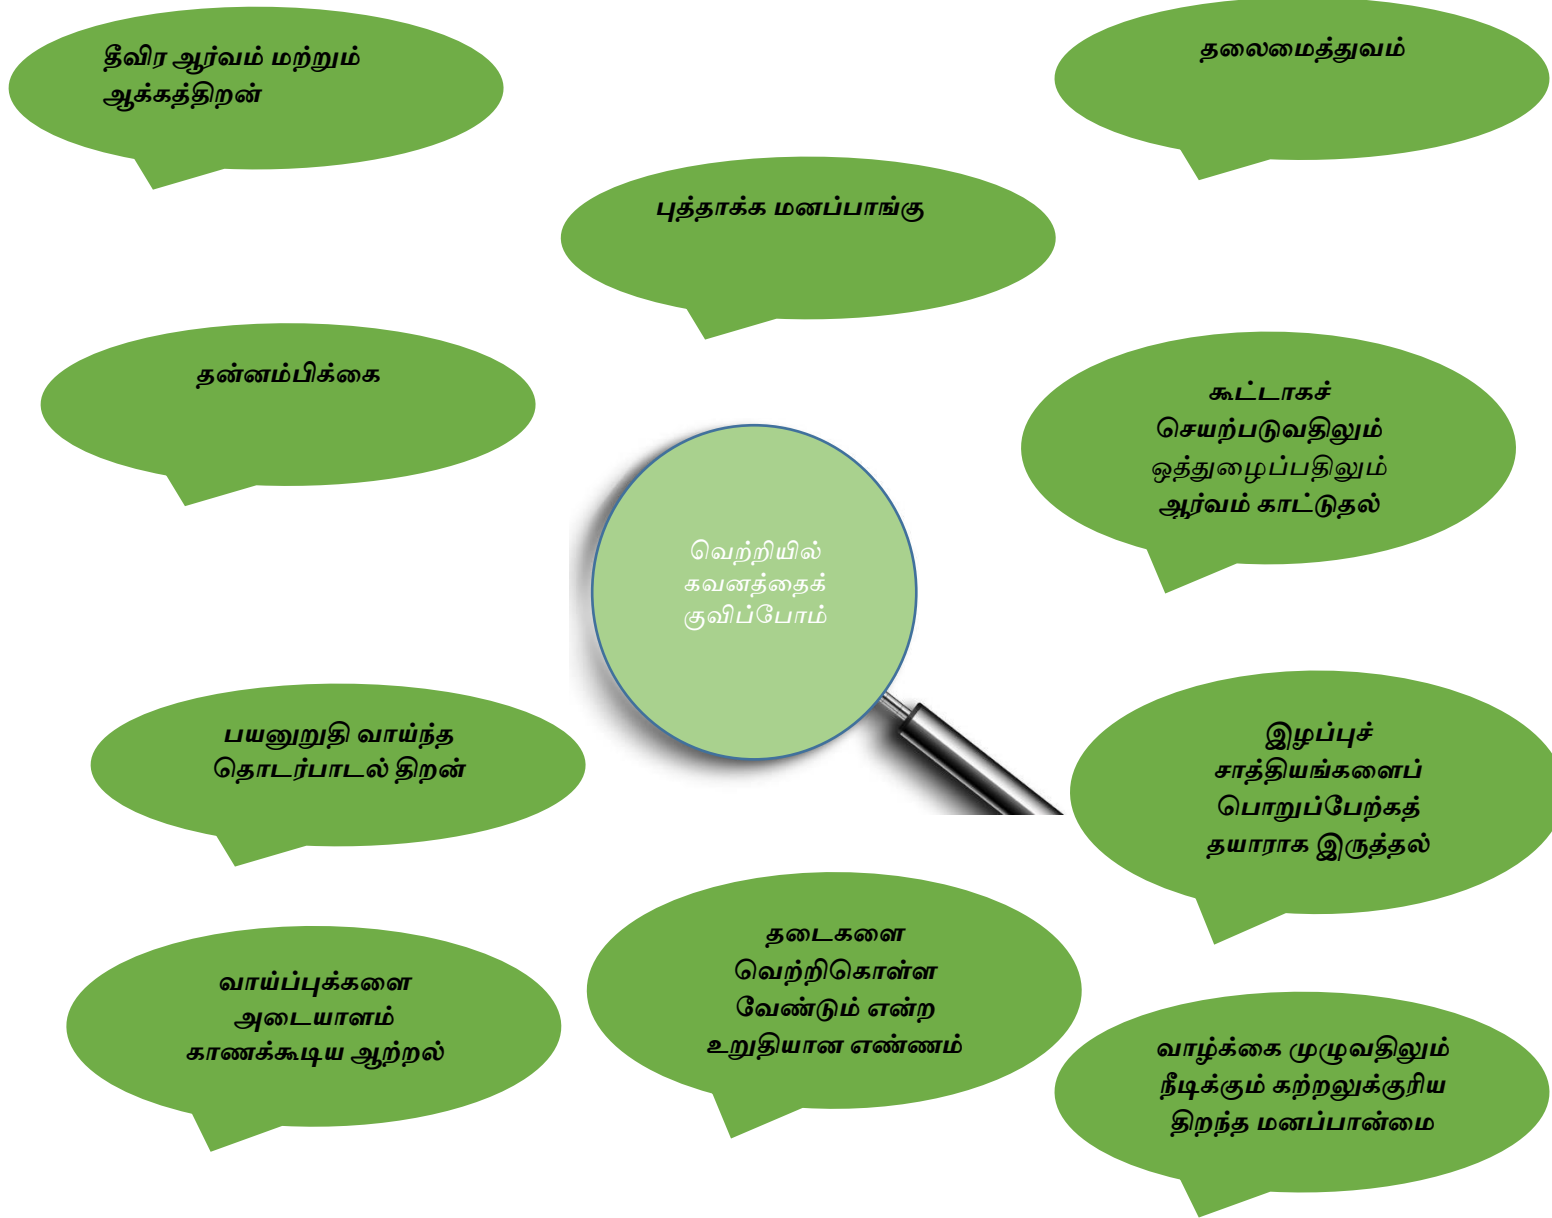 தீவிர ஆர்வம் மற்றும்
ஆக்கத்திறன்
தலைமைத்துவம்
புத்தாக்க மனப்பாங்கு
தன்னம்பிக்கை
கூட்டாகச்
செயற்படுவதிலும்
ஒத்துழைப்பதிலும்
ஆர்வம் காட்டுதல்
வெற்றியில்
கவனத்தைக்
குவிப்போம்
பயனுறுதி வாய்ந்த
தொடர்பாடல் திறன்
இழப்புச்
சாத்தியங்களைப்
பொறுப்பேற்கத்
தயாராக இருத்தல்
வாய்ப்புக்களை
அடையாளம்
காணக்கூடிய ஆற்றல்
தடைகளை
வெற்றிகொள்ள
வேண்டும் என்ற
உறுதியான எண்ணம்
வாழ்க்கை முழுவதிலும்
நீடிக்கும் கற்றலுக்குரிய
திறந்த மனப்பான்மை